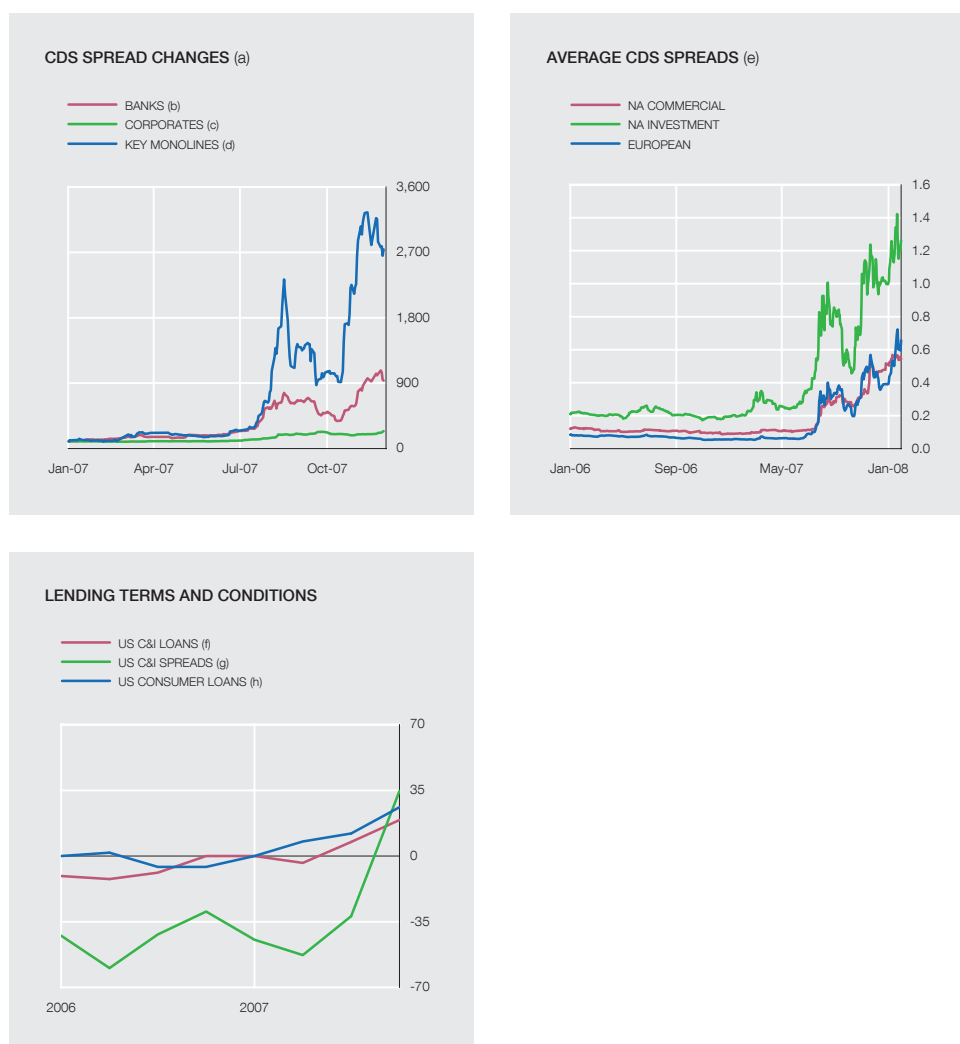 CDS SPREAD CHANGES (a)
BANKS (b)
CORPORATES (c)
KEY MONOLINES (d)
3,600
2,700
1,800
900
0
Jan-07 Apr-07 Jul-07 Oct-07
AVERAGE CDS SPREADS (e)
NA COMMERCIAL
NA INVESTMENT
EUROPEAN
1.6
1.4
1.2
1.0
0.8
0.6
0.4
0.2
0.0
Jan-06 Sep-06 May-07 Jan-08
LENDING TERMS AND CONDITIONS
US C&I LOANS (f)
US C&I SPREADS (g)
US CONSUMER LOANS (h)
70
35
0
-35
-70
2006 2007